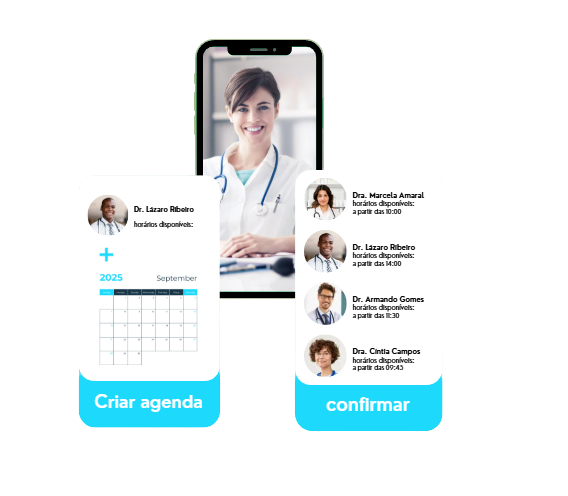 Dr. Lázaro Ribeiro
horários disponíveis:
+
2025 September
Criar agenda
Dra. Marcela Amaral
horários disponíveis:
a partir das 10:00
Dr. Lázaro Ribeiro
horários disponíveis:
a partir das 14:00
Dr. Armando Gomes
horários disponíveis:
a partir das 11:30
Dra. Cíntia Campos
horários disponíveis:
a partir das 09:45
confirmar